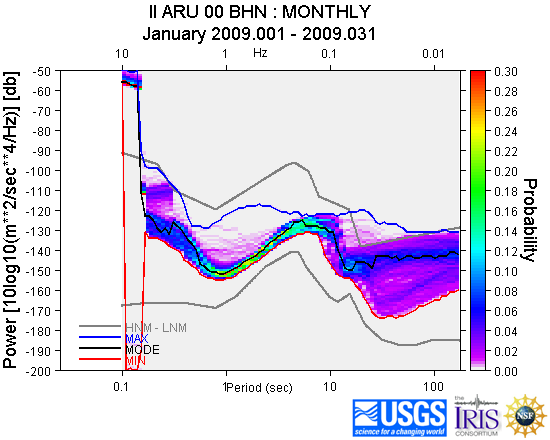 II ARU 00 BHN : MONTHLY
January 2009.001 - 2009.031
10 1 Hz 0.1 0.01
Power [10log10(m**2/sec**4/Hz)] [db]
-50
-60
-70
-80
-90
-100
-110
-120
-130
-140
-150
-160
-170
-180
-190
-200
HNM - LNM
MAX
MODE
MIN
0.1 1 Period (sec) 10 100
0.30
0.28
0.26
0.24
0.22
0.20
0.18
0.16
0.14
0.12
0.10
0.08
0.06
0.04
0.02
0.00
Probability
USGS
science for a changing world
the
IRIS
CONSORTIUM
NSF